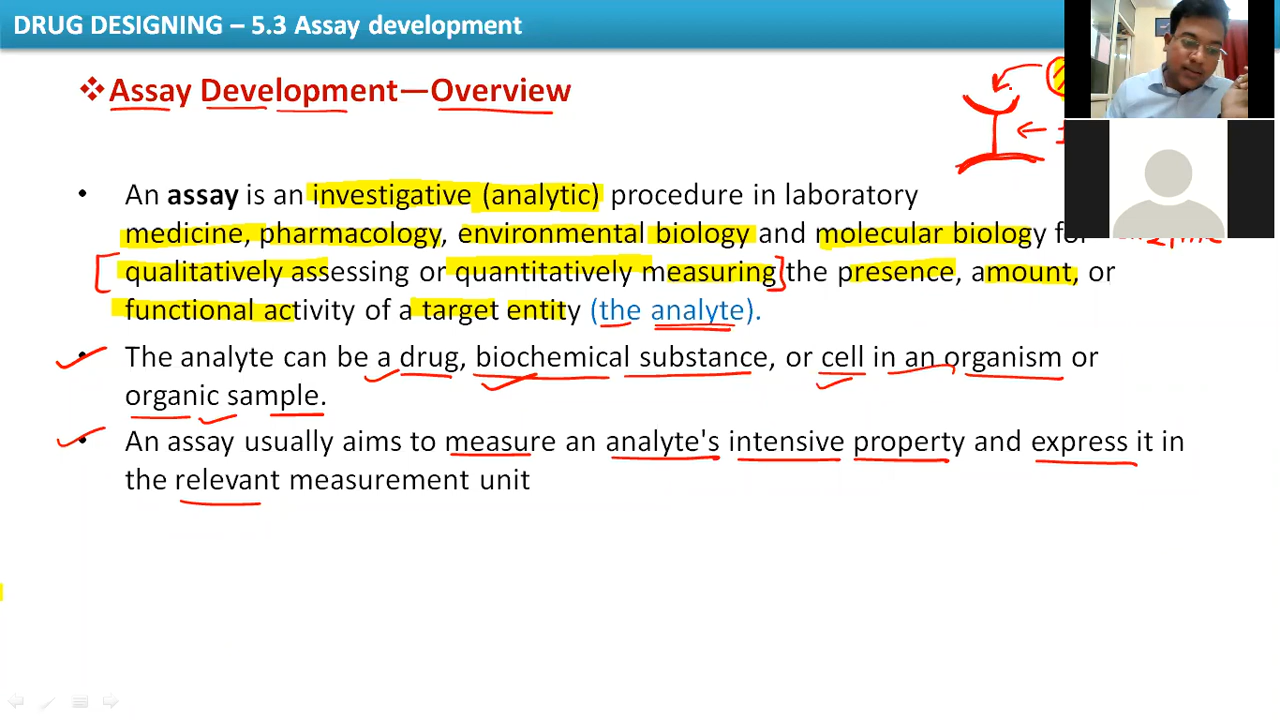 DRUG DESIGNING – 5.3 Assay development
❖Assay Development—Overview
• An assay is an investigative (analytic) procedure in laboratory
medicine, pharmacology, environmental biology and molecular biology for
qualitatively assessing or quantitatively measuring the presence, amount, or
functional activity of a target entity (the analyte).
• The analyte can be a drug, biochemical substance, or cell in an organism or
organic sample.
• An assay usually aims to measure an analyte's intensive property and express it in
the relevant measurement unit